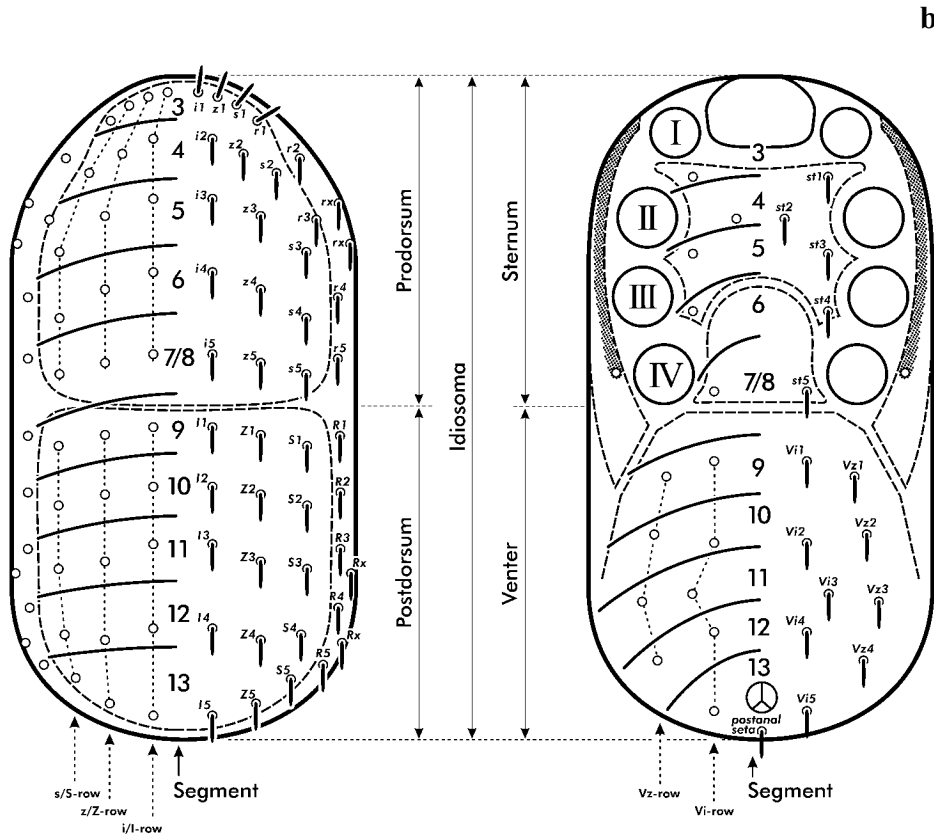 b
3
i1 z1 s1 r1
4
i2 z2 s2 r2
5
i3 z3 r3 rx
s3 rx
6
i4 z4 s4 r4
7/8
i5 z5 s5 r5
9
I1 Z1 S1 R1
10
I2 Z2 S2 R2
11
I3 Z3 S3 R3 Rx
12
I4 Z4 S4 R4 Rx
13
I5 Z5 S5 R5
s/S-row
z/Z-row
i/I-row
Segment
Prodorsum
Postdorsum
Idiosoma
Sternum
Venter
I
II
III
IV
3
4
st1
st2
5
st3
6
st4
7/8
st5
9
Vi1 Vz1
10
Vi2 Vz2
11
Vi3 Vz3
12
Vi4 Vz4
13
Vi5
postanal
seta
Vz-row
Vi-row
Segment